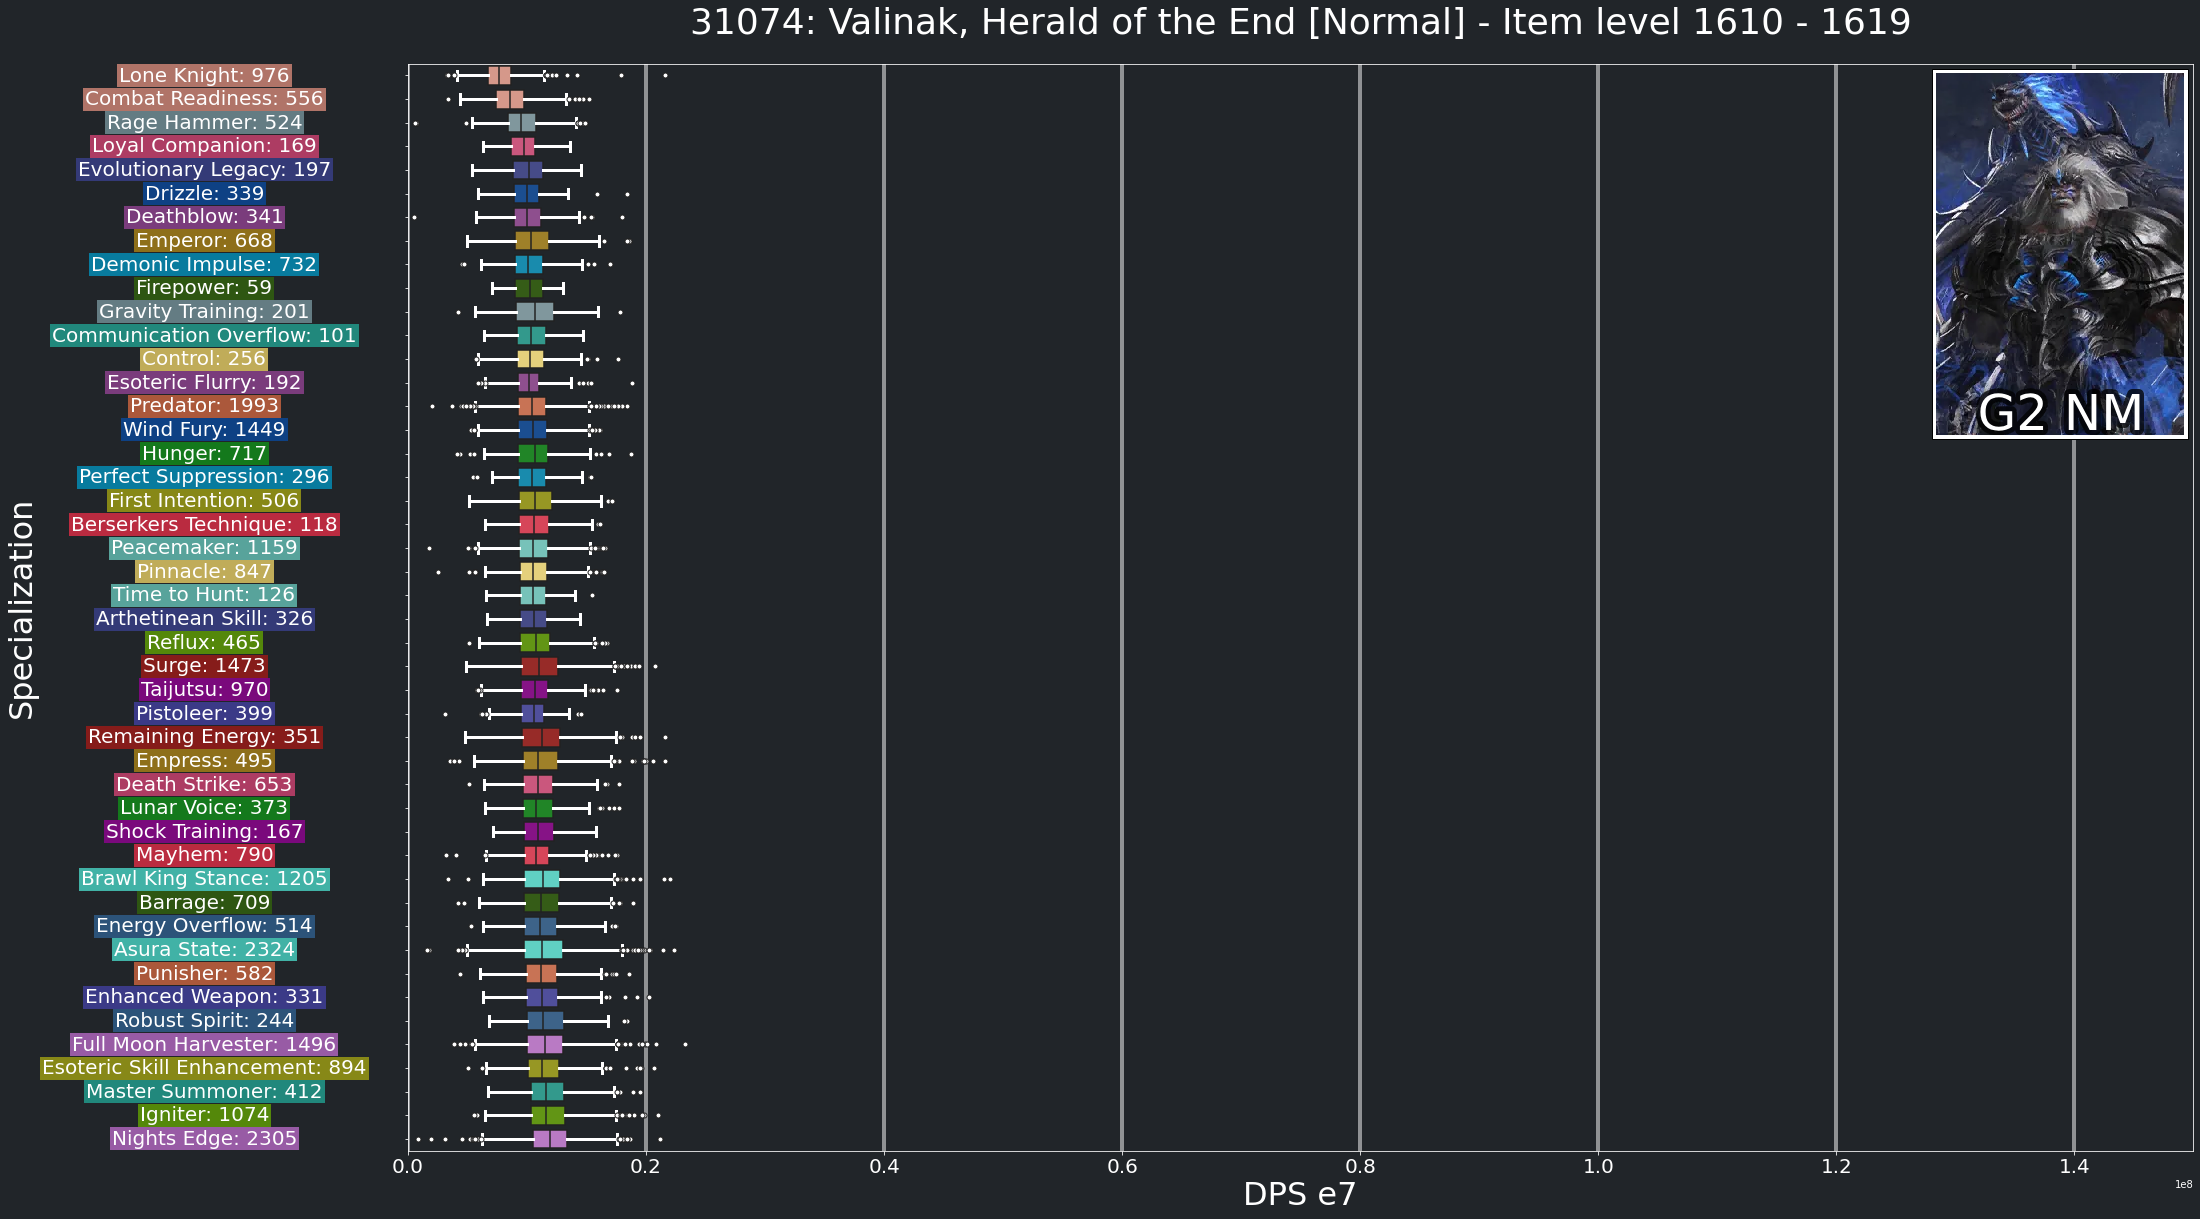 31074: Valinak, Herald of the End [Normal] - Item level 1610 - 1619
Lone Knight: 976
Combat Readiness: 556
Rage Hammer: 524
Loyal Companion: 169
Evolutionary Legacy: 197
Drizzle: 339
Deathblow: 341
Emperor: 668
Demonic Impulse: 732
Firepower: 59
Gravity Training: 201
Communication Overflow: 101
Control: 256
Esoteric Flurry: 192
Predator: 1993
Wind Fury: 1449
Hunger: 717
Perfect Suppression: 296
First Intention: 506
Berserkers Technique: 118
Peacemaker: 1159
Pinnacle: 847
Time to Hunt: 126
Arthetinean Skill: 326
Reflux: 465
Surge: 1473
Taijutsu: 970
Pistoleer: 399
Remaining Energy: 351
Empress: 495
Death Strike: 653
Lunar Voice: 373
Shock Training: 167
Mayhem: 790
Brawl King Stance: 1205
Barrage: 709
Energy Overflow: 514
Asura State: 2324
Punisher: 582
Enhanced Weapon: 331
Robust Spirit: 244
Full Moon Harvester: 1496
Esoteric Skill Enhancement: 894
Master Summoner: 412
Igniter: 1074
Nights Edge: 2305
Specialization
G2 NM
0.0 0.2 0.4 0.6 0.8 1.0 1.2 1.4
1e8
DPS e7